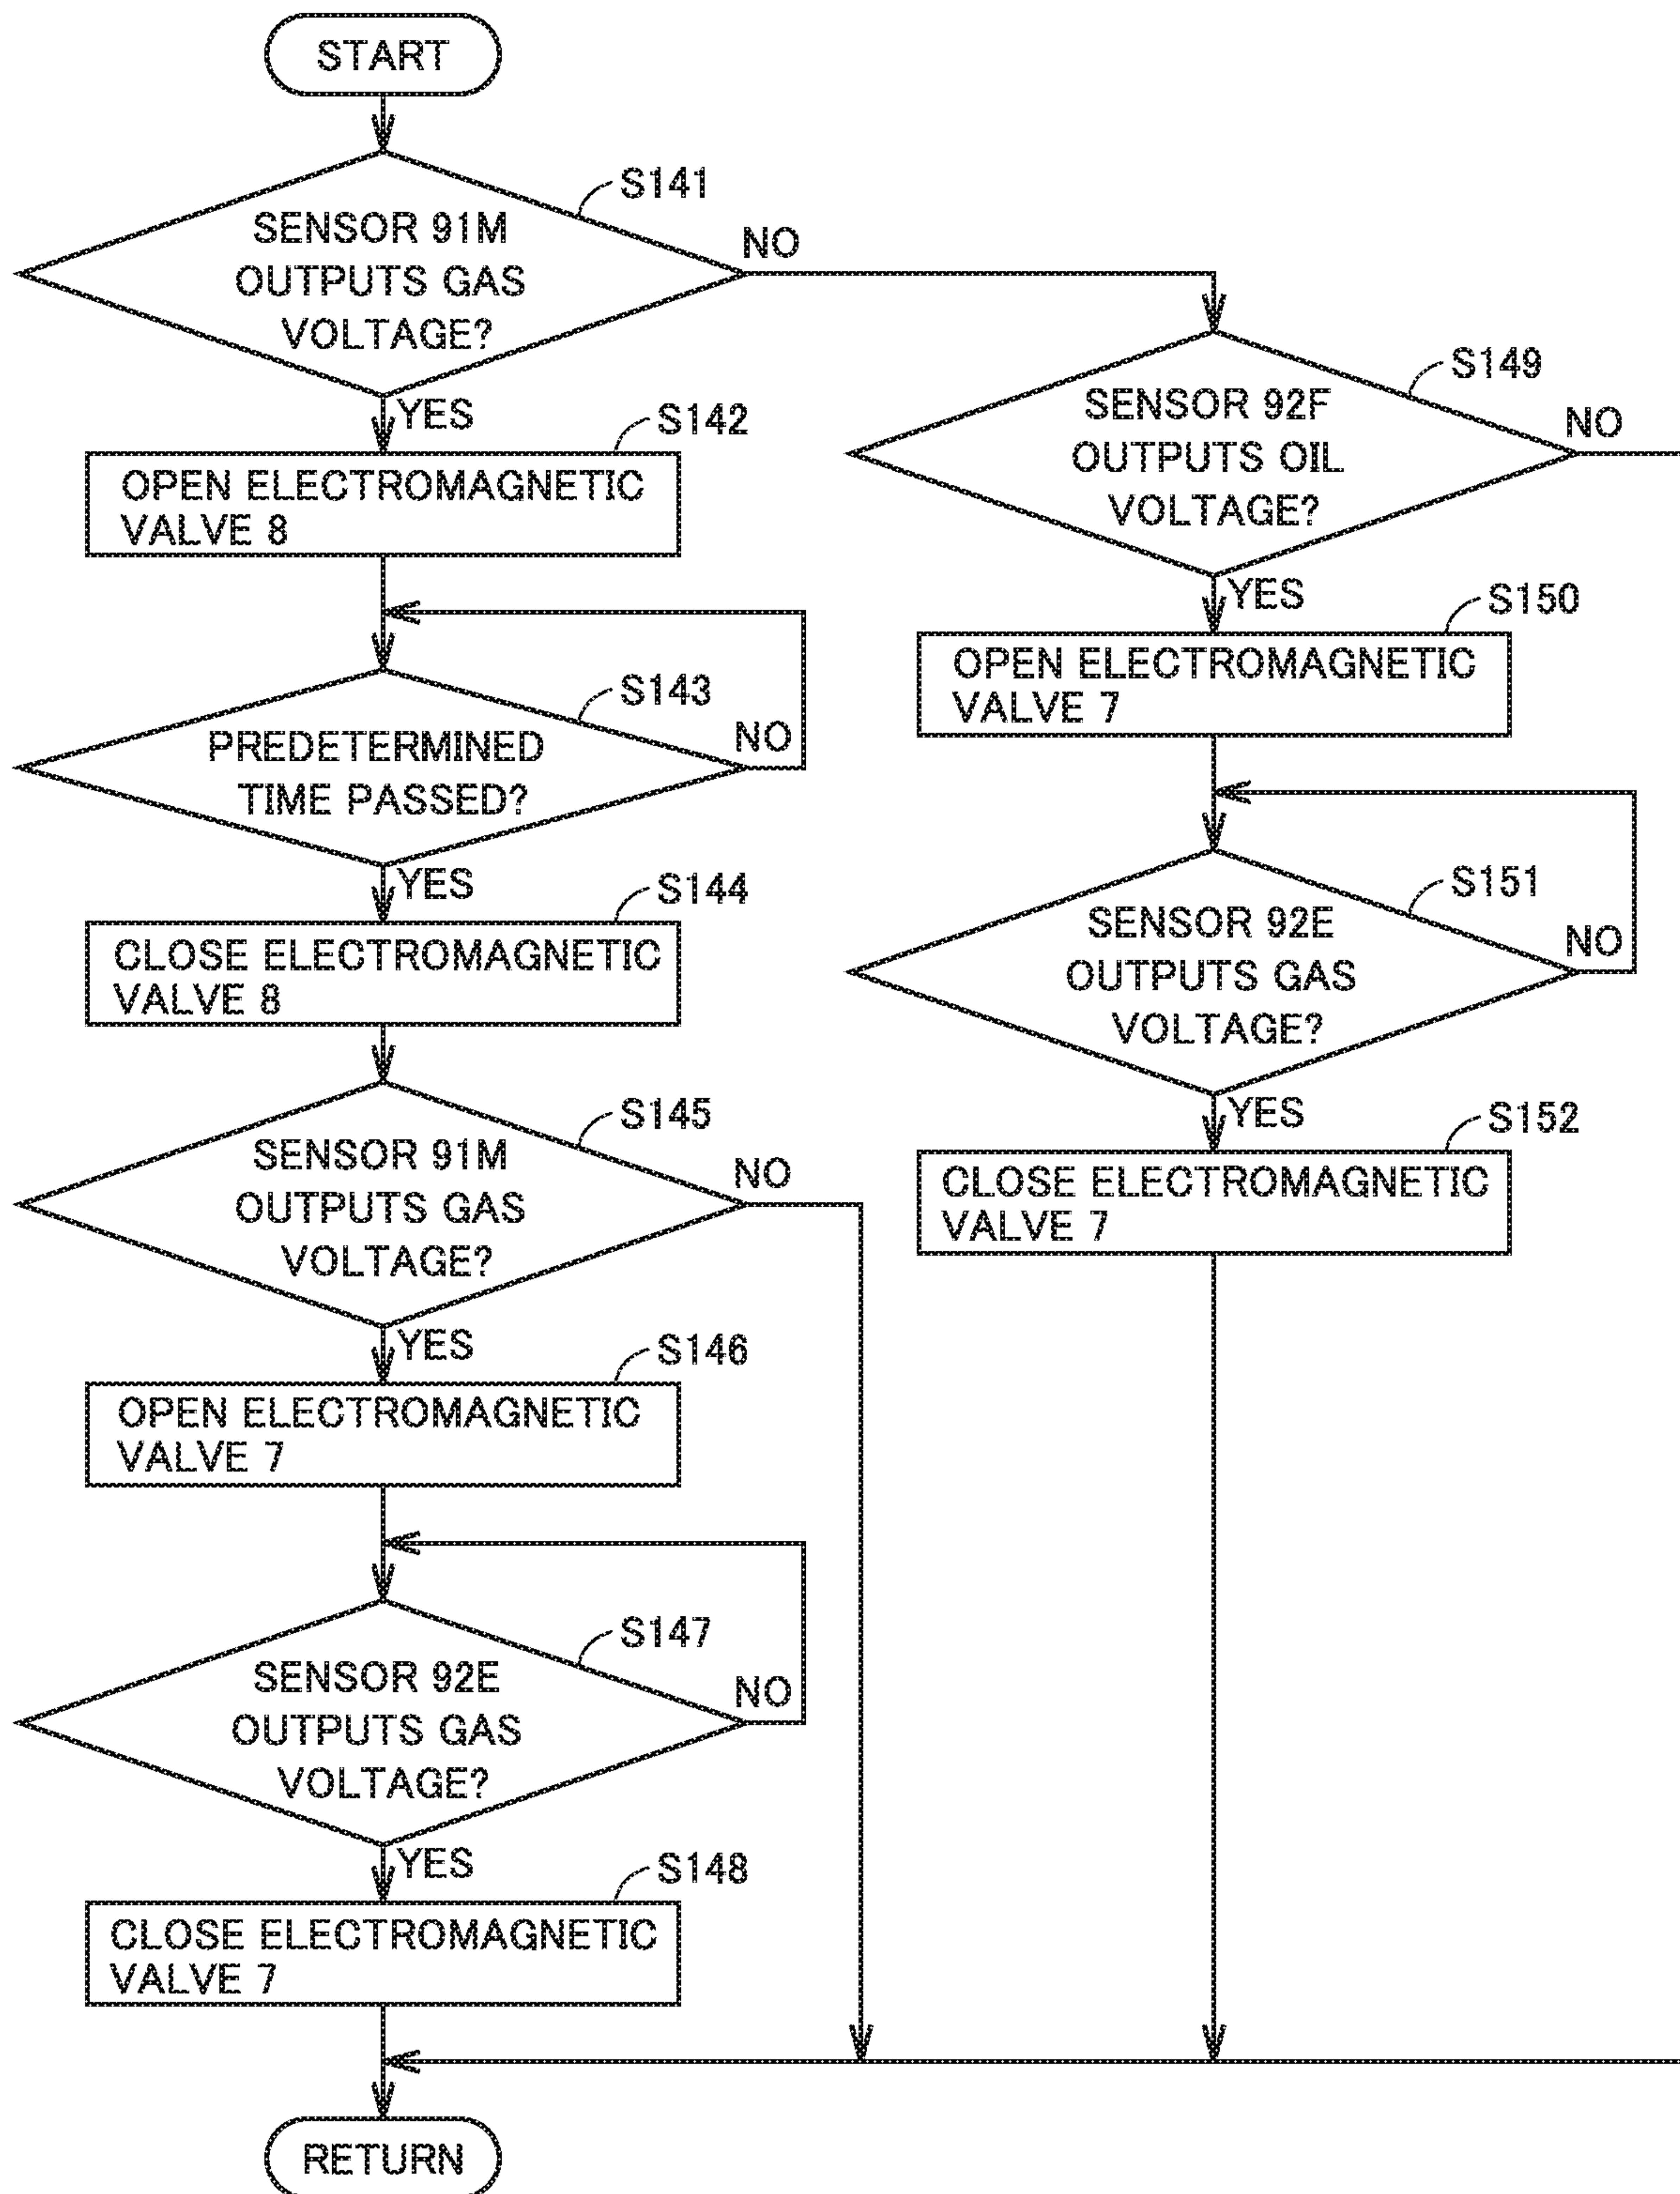 START
S141
SENSOR 91M
OUTPUTS GAS
VOLTAGE?
NO
YES
S142
OPEN ELECTROMAGNETIC
VALVE 8
S143
PREDETERMINED
TIME PASSED?
NO
YES
S144
CLOSE ELECTROMAGNETIC
VALVE 8
S145
SENSOR 91M
OUTPUTS GAS
VOLTAGE?
NO
YES
S146
OPEN ELECTROMAGNETIC
VALVE 7
S147
SENSOR 92E
OUTPUTS GAS
VOLTAGE?
NO
YES
S148
CLOSE ELECTROMAGNETIC
VALVE 7
RETURN
S149
SENSOR 92F
OUTPUTS OIL
VOLTAGE?
NO
YES
S150
OPEN ELECTROMAGNETIC
VALVE 7
S151
SENSOR 92E
OUTPUTS GAS
VOLTAGE?
NO
YES
S152
CLOSE ELECTROMAGNETIC
VALVE 7